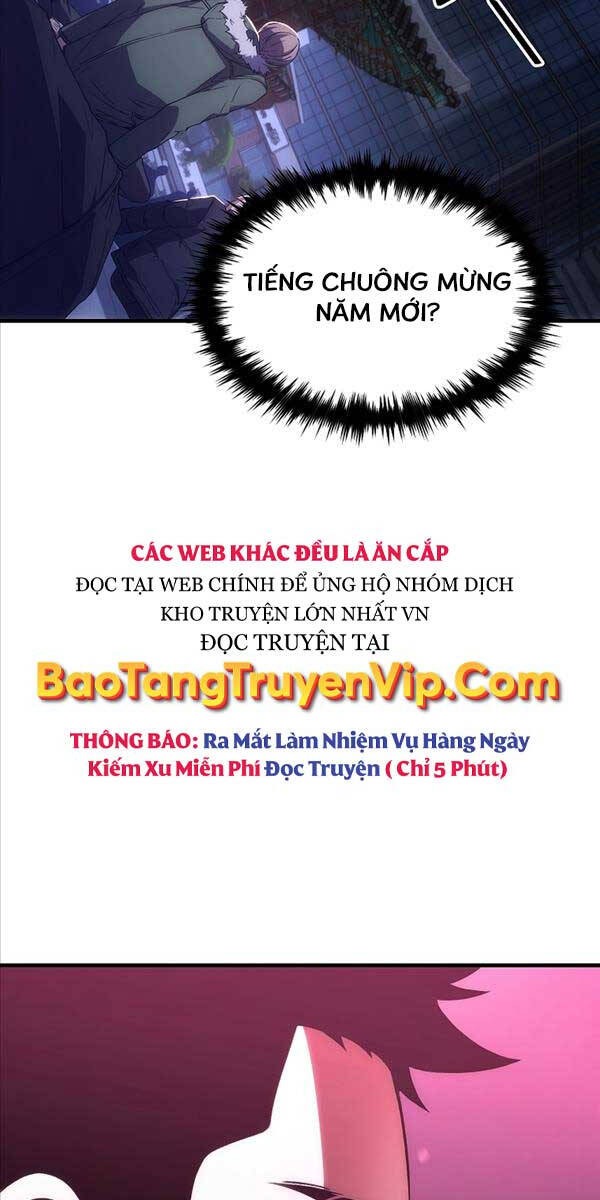 TIẾNG CHUÔNG MỪNG
NĂM MỚI?
CÁC WEB KHÁC ĐỀU LÀ ĂN CẮP
ĐỌC TẠI WEB CHÍNH ĐỂ ỦNG HỘ NHÓM DỊCH
KHO TRUYỆN LỚN NHẤT VN
ĐỌC TRUYỆN TẠI
BaoTangTruyenVip.Com
THÔNG BÁO: Ra Mắt Làm Nhiệm Vụ Hàng Ngày
Kiếm Xu Miễn Phí Đọc Truyện ( Chỉ 5 Phút)